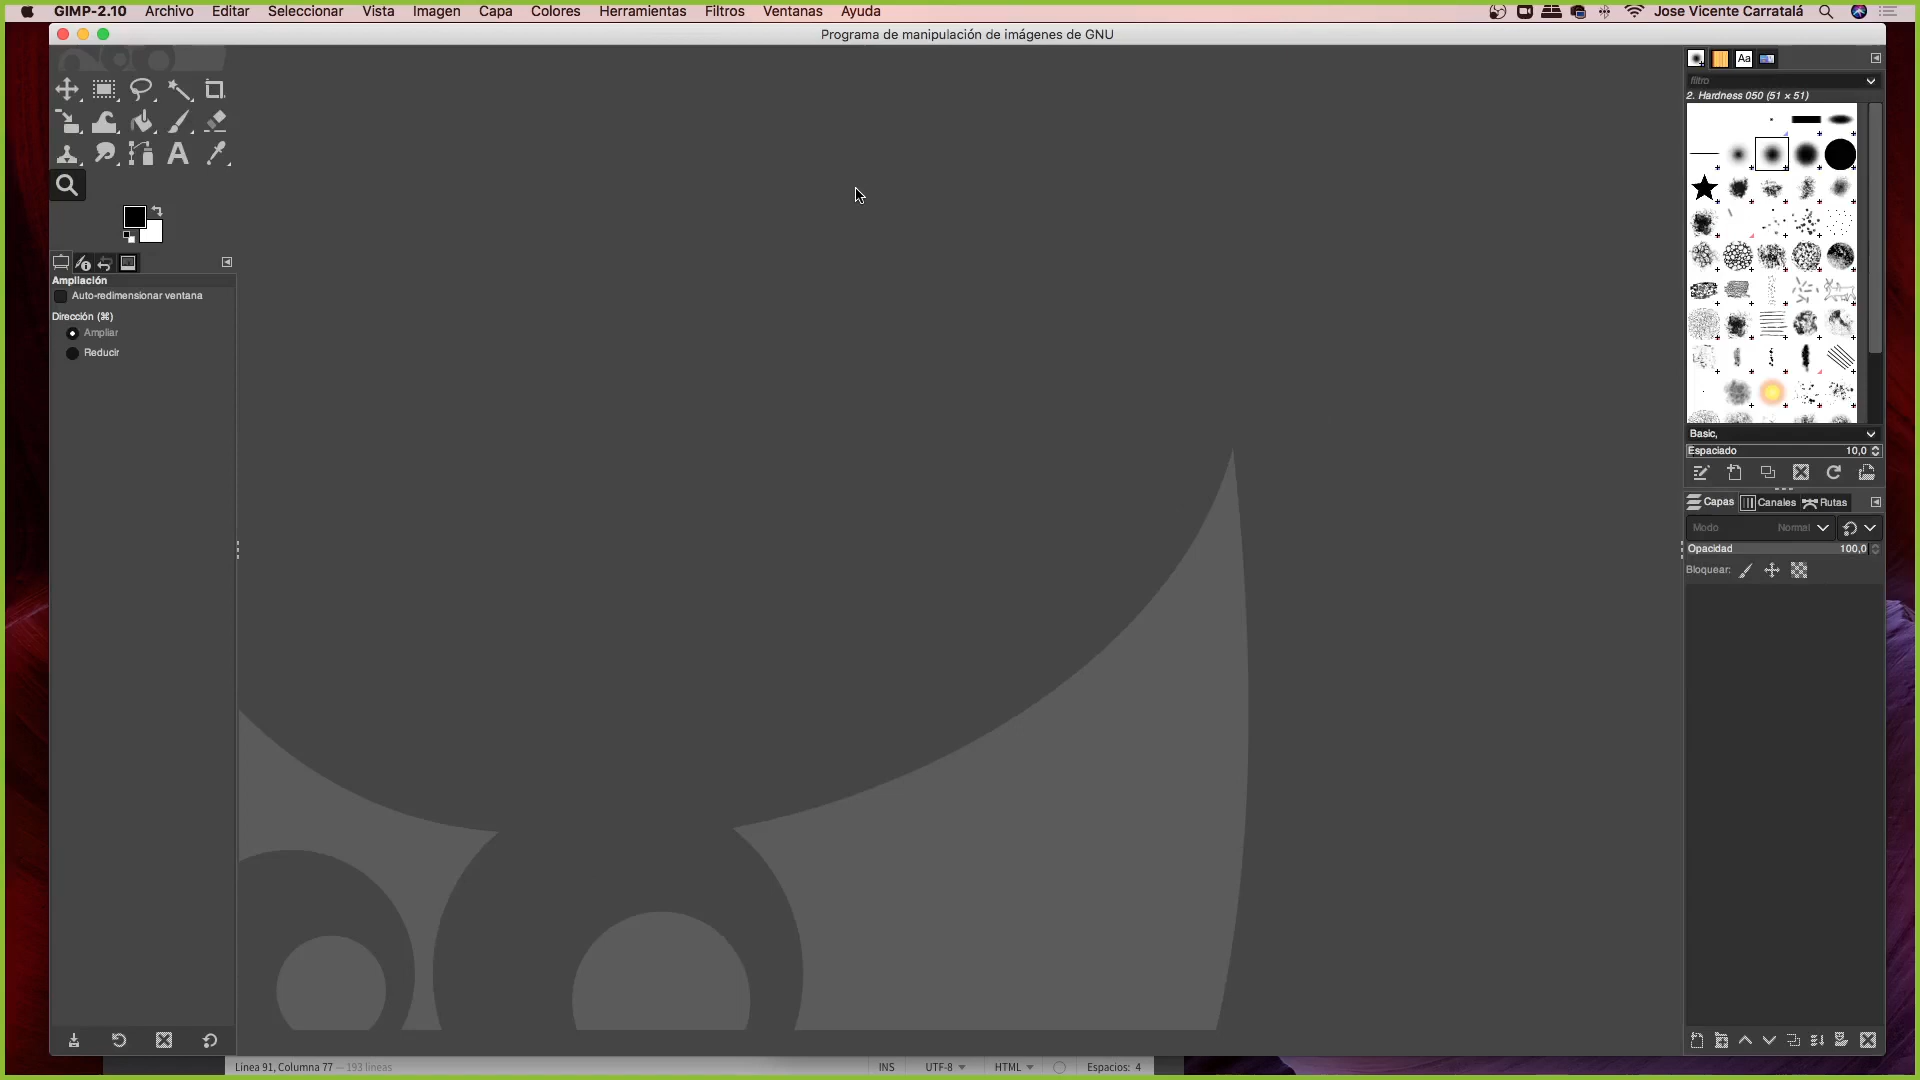 GIMP-2.10 Archivo Editar Seleccionar Vista Imagen Capa Colores Herramientas Filtros Ventanas Ayuda Jose Vicente Carratalá
Programa de manipulación de imágenes de GNU
Aa
filtro
2. Hardness 050 (51 × 51)
A
Ampliación
Auto-redimensionar ventana
Dirección (⌘)
Ampliar
Reducir
Basic,
Espaciado 10,0
Capas Canales Rutas
Modo Normal
Opacidad 100,0
Bloquear:
Línea 91, Columna 77 — 193 líneas INS UTF-8 HTML Espacios: 4